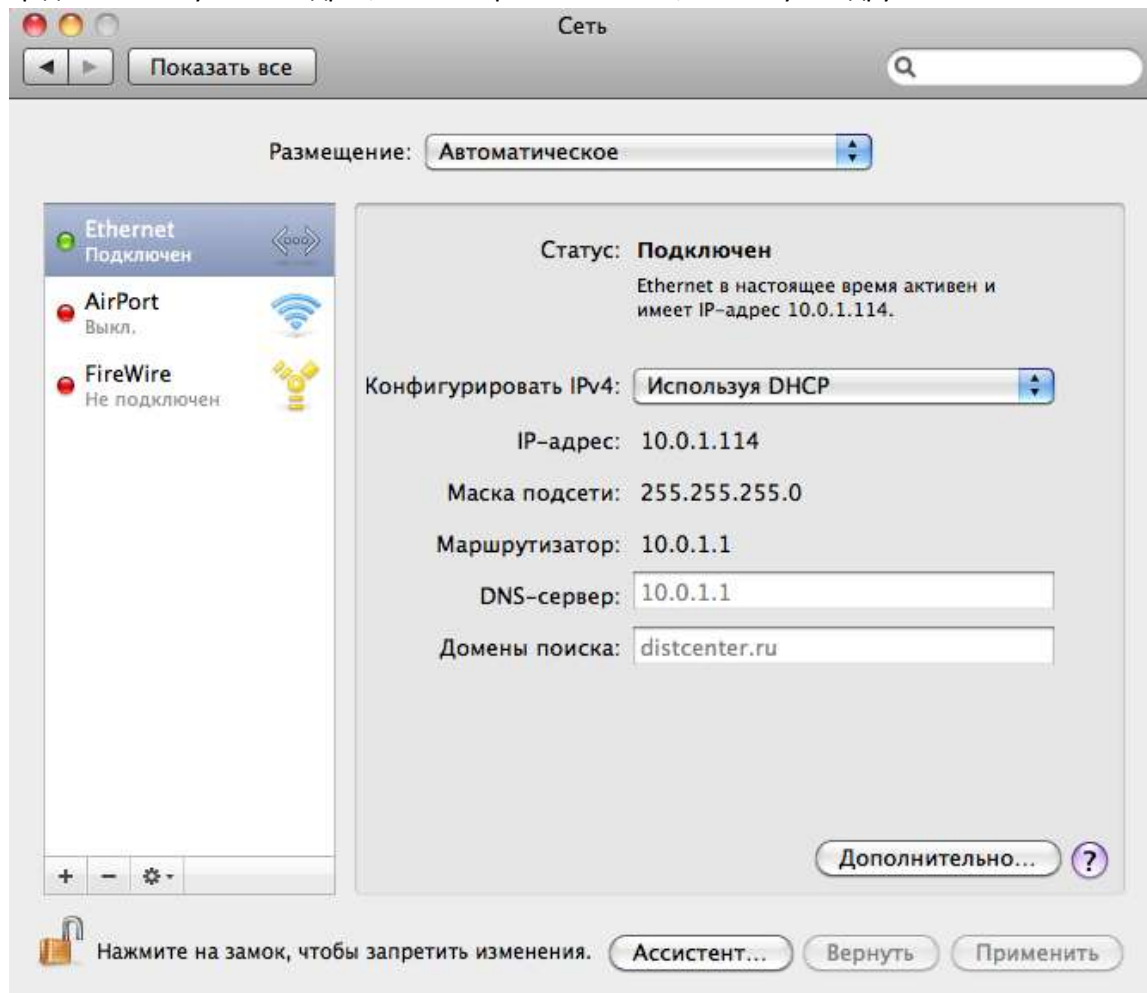 Сеть
Показать все
Размещение: Автоматическое
Ethernet
Подключен
AirPort
Выкл.
FireWire
Не подключен
Статус: Подключен
Ethernet в настоящее время активен и
имеет IP-адрес 10.0.1.114.
Конфигурировать IPv4: Используя DHCP
IP-адрес: 10.0.1.114
Маска подсети: 255.255.255.0
Маршрутизатор: 10.0.1.1
DNS-сервер: 10.0.1.1
Домены поиска: distcenter.ru
Дополнительно... ?
Нажмите на замок, чтобы запретить изменения. Ассистент... Вернуть Применить